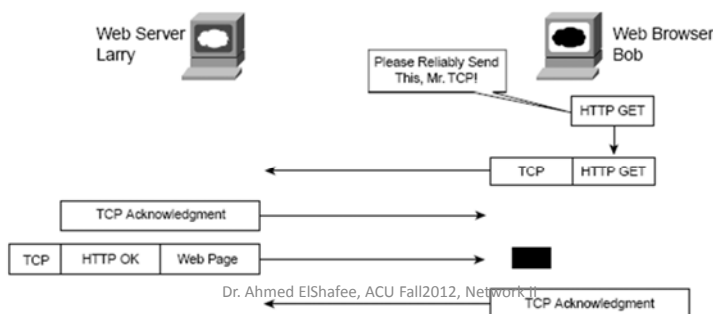 Web Server
Larry
Web Browser
Bob
Please Reliably Send
This, Mr. TCP!
HTTP GET
TCP HTTP GET
TCP Acknowledgment
TCP HTTP OK Web Page
Dr. Ahmed ElShafee, ACU Fall2012, Network II
TCP Acknowledgment